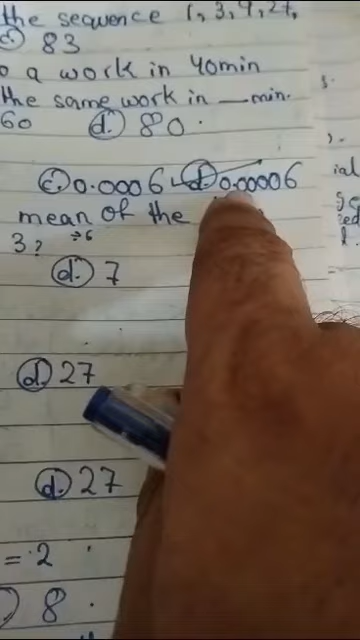 the sequence 1, 3, 9, 27,
c. 83
a work in 40min
the same work in __min.
60 d. 80.
c. 0.0006 d. 0.00006
mean of the
3? ÷6
d. 7
d. 27
d. 27
= 2
8.